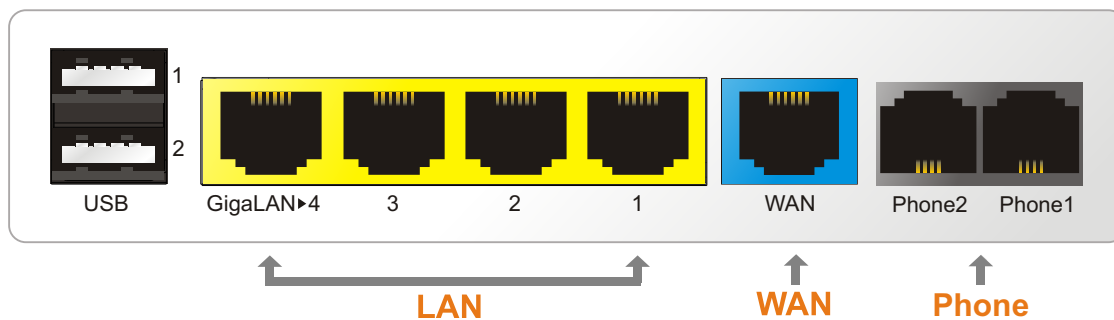 1
2
USB
GigaLAN▶4 3 2 1
WAN
Phone2 Phone1
LAN
WAN
Phone